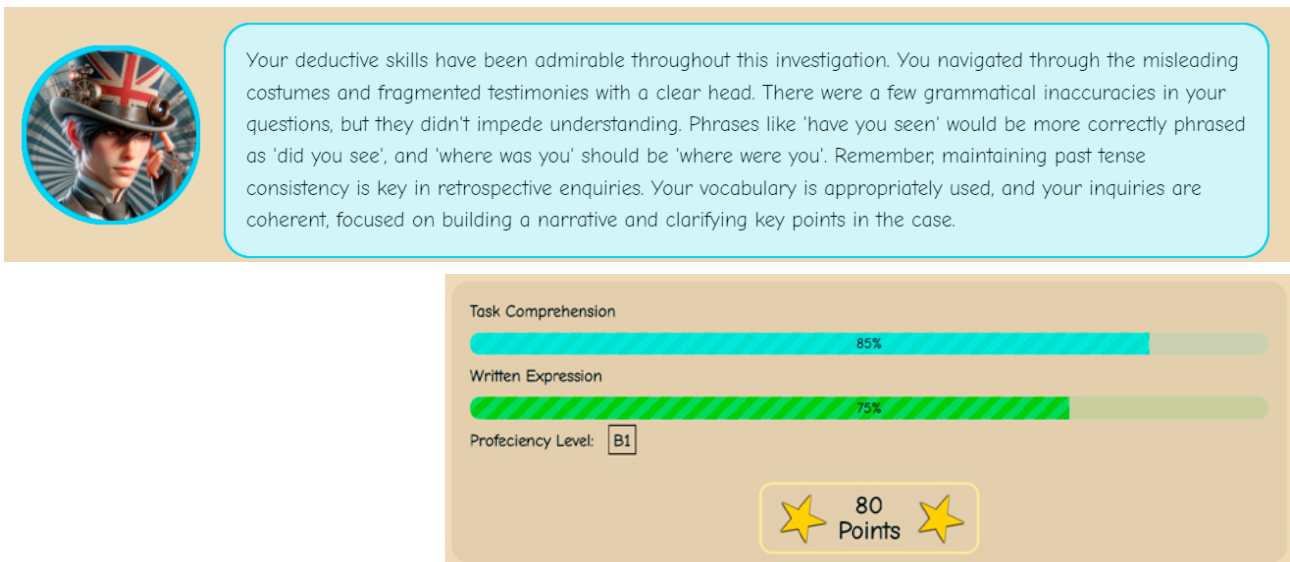 Your deductive skills have been admirable throughout this investigation. You navigated through the misleading
costumes and fragmented testimonies with a clear head. There were a few grammatical inaccuracies in your
questions, but they didn't impede understanding. Phrases like 'have you seen' would be more correctly phrased
as 'did you see', and 'where was you' should be 'where were you'. Remember, maintaining past tense
consistency is key in retrospective enquiries. Your vocabulary is appropriately used, and your inquiries are
coherent, focused on building a narrative and clarifying key points in the case.
Task Comprehension
85%
Written Expression
75%
Profeciency Level: B1
80
Points